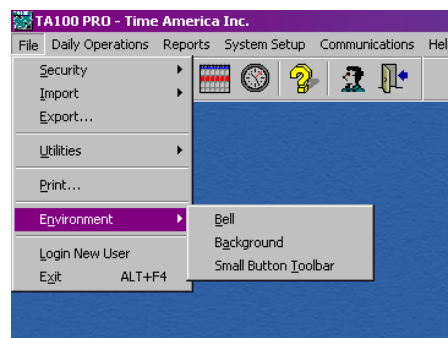 TA100 PRO - Time America Inc.
File Daily Operations Reports System Setup Communications Hel
Security
Import
Export...
Utilities
Print...
Environment
Bell
Background
Small Button Toolbar
Login New User
Exit ALT+F4